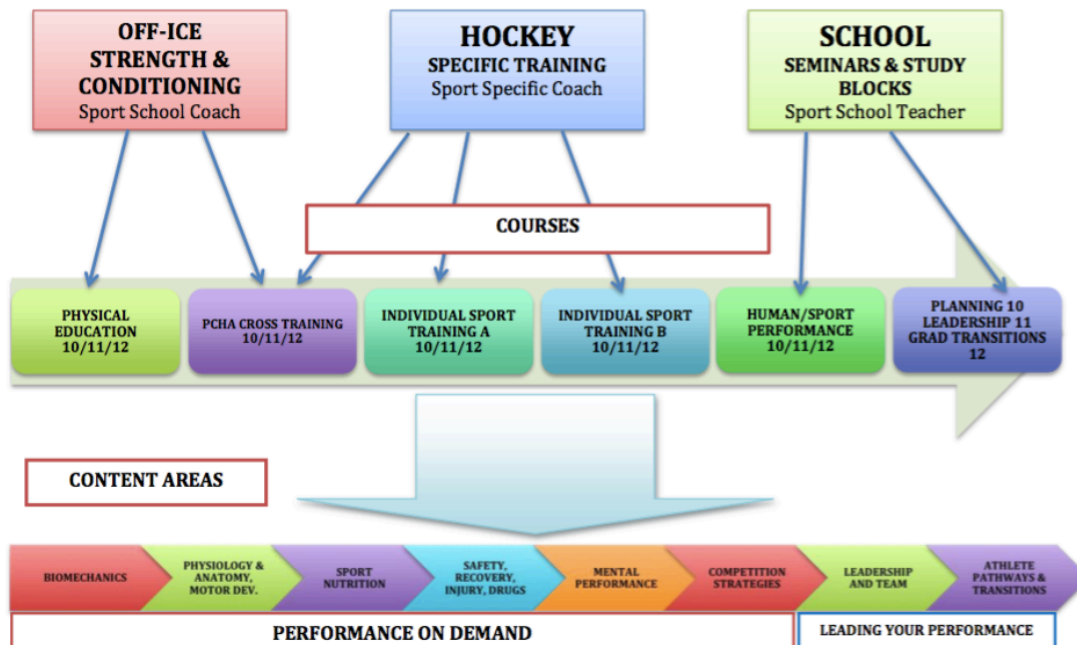 OFF-ICE
STRENGTH &
CONDITIONING
Sport School Coach
HOCKEY
SPECIFIC TRAINING
Sport Specific Coach
SCHOOL
SEMINARS & STUDY
BLOCKS
Sport School Teacher
COURSES
PHYSICAL
EDUCATION
10/11/12
PCHA CROSS TRAINING
10/11/12
INDIVIDUAL SPORT
TRAINING A
10/11/12
INDIVIDUAL SPORT
TRAINING B
10/11/12
HUMAN/SPORT
PERFORMANCE
10/11/12
PLANNING 10
LEADERSHIP 11
GRAD TRANSITIONS
12
CONTENT AREAS
BIOMECHANICS
PHYSIOLOGY &
ANATOMY,
MOTOR DEV.
SPORT
NUTRITION
SAFETY,
RECOVERY,
INJURY, DRUGS
MENTAL
PERFORMANCE
COMPETITION
STRATEGIES
LEADERSHIP
AND TEAM
ATHLETE
PATHWAYS &
TRANSITIONS
PERFORMANCE ON DEMAND
LEADING YOUR PERFORMANCE